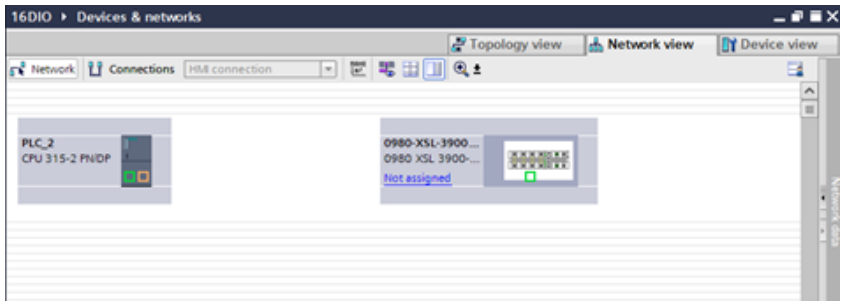 16DIO ▸ Devices & networks
Topology view
Network view
Device view
Network
Connections
HMI connection
PLC_2
CPU 315-2 PN/DP
0980-XSL-3900...
0980 XSL 3900-...
Not assigned
Network data